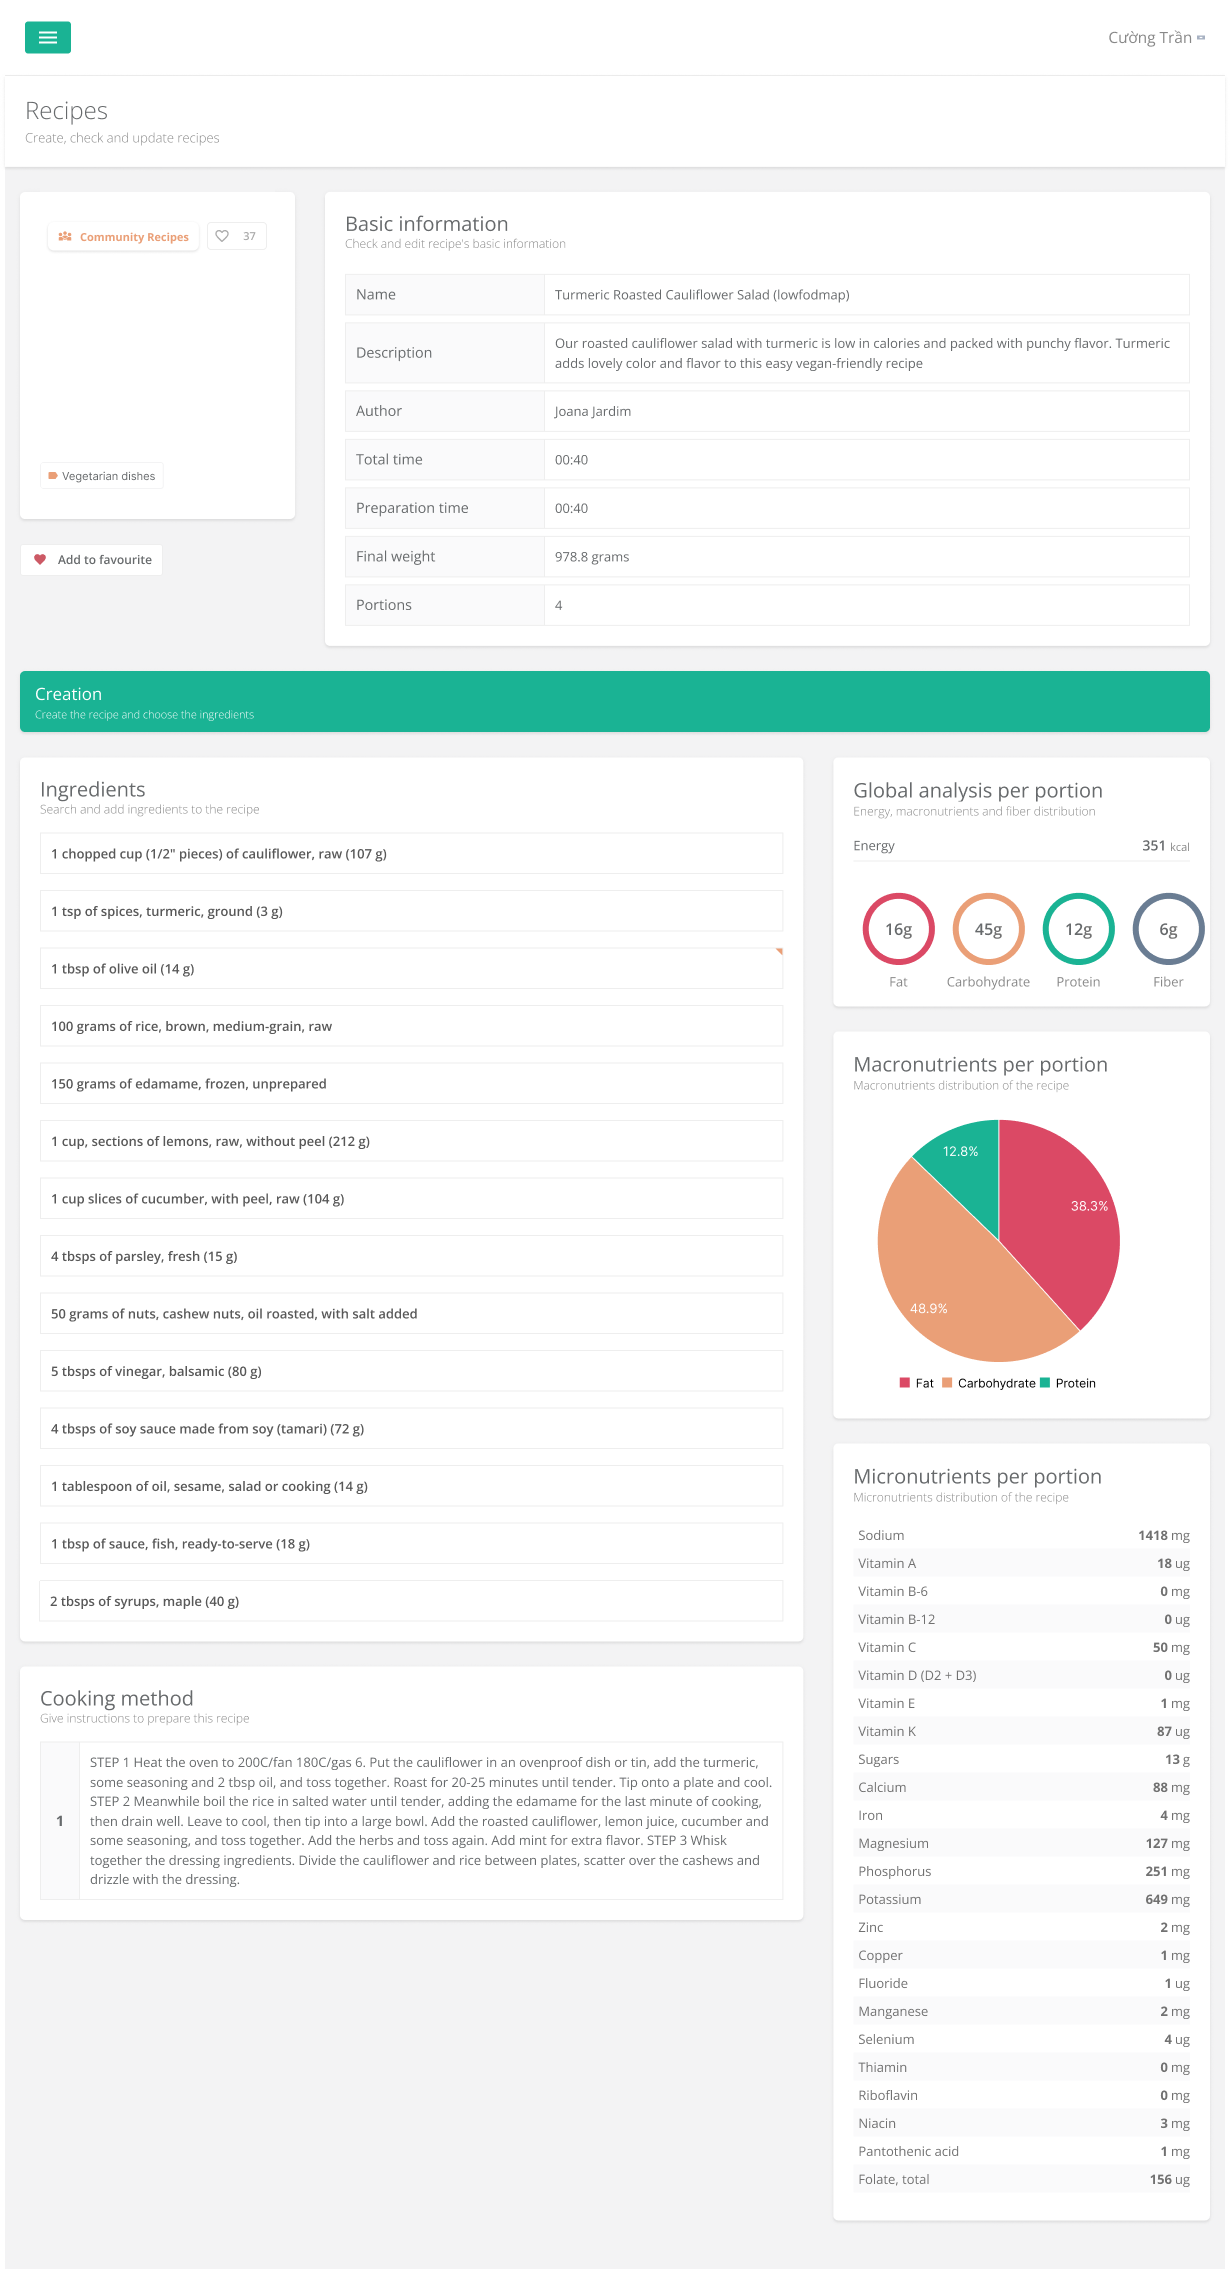 Cường Trần
Recipes
Create, check and update recipes
Community Recipes
37
Vegetarian dishes
Add to favourite
Basic information
Check and edit recipe's basic information
Name
Turmeric Roasted Cauliflower Salad (lowfodmap)
Description
Our roasted cauliflower salad with turmeric is low in calories and packed with punchy flavor. Turmeric
adds lovely color and flavor to this easy vegan-friendly recipe
Author
Joana Jardim
Total time
00:40
Preparation time
00:40
Final weight
978.8 grams
Portions
4
Creation
Create the recipe and choose the ingredients
Ingredients
Search and add ingredients to the recipe
1 chopped cup (1/2" pieces) of cauliflower, raw (107 g)
1 tsp of spices, turmeric, ground (3 g)
1 tbsp of olive oil (14 g)
100 grams of rice, brown, medium-grain, raw
150 grams of edamame, frozen, unprepared
1 cup, sections of lemons, raw, without peel (212 g)
1 cup slices of cucumber, with peel, raw (104 g)
4 tbsps of parsley, fresh (15 g)
50 grams of nuts, cashew nuts, oil roasted, with salt added
5 tbsps of vinegar, balsamic (80 g)
4 tbsps of soy sauce made from soy (tamari) (72 g)
1 tablespoon of oil, sesame, salad or cooking (14 g)
1 tbsp of sauce, fish, ready-to-serve (18 g)
2 tbsps of syrups, maple (40 g)
Cooking method
Give instructions to prepare this recipe
1
STEP 1 Heat the oven to 200C/fan 180C/gas 6. Put the cauliflower in an ovenproof dish or tin, add the turmeric,
some seasoning and 2 tbsp oil, and toss together. Roast for 20-25 minutes until tender. Tip onto a plate and cool.
STEP 2 Meanwhile boil the rice in salted water until tender, adding the edamame for the last minute of cooking,
then drain well. Leave to cool, then tip into a large bowl. Add the roasted cauliflower, lemon juice, cucumber and
some seasoning, and toss together. Add the herbs and toss again. Add mint for extra flavor. STEP 3 Whisk
together the dressing ingredients. Divide the cauliflower and rice between plates, scatter over the cashews and
drizzle with the dressing.
Global analysis per portion
Energy, macronutrients and fiber distribution
Energy 351 kcal
16g 45g 12g 6g
Fat Carbohydrate Protein Fiber
Macronutrients per portion
Macronutrients distribution of the recipe
12.8%
38.3%
48.9%
Fat Carbohydrate Protein
Micronutrients per portion
Micronutrients distribution of the recipe
Sodium 1418 mg
Vitamin A 18 ug
Vitamin B-6 0 mg
Vitamin B-12 0 ug
Vitamin C 50 mg
Vitamin D (D2 + D3) 0 ug
Vitamin E 1 mg
Vitamin K 87 ug
Sugars 13 g
Calcium 88 mg
Iron 4 mg
Magnesium 127 mg
Phosphorus 251 mg
Potassium 649 mg
Zinc 2 mg
Copper 1 mg
Fluoride 1 ug
Manganese 2 mg
Selenium 4 ug
Thiamin 0 mg
Riboflavin 0 mg
Niacin 3 mg
Pantothenic acid 1 mg
Folate, total 156 ug